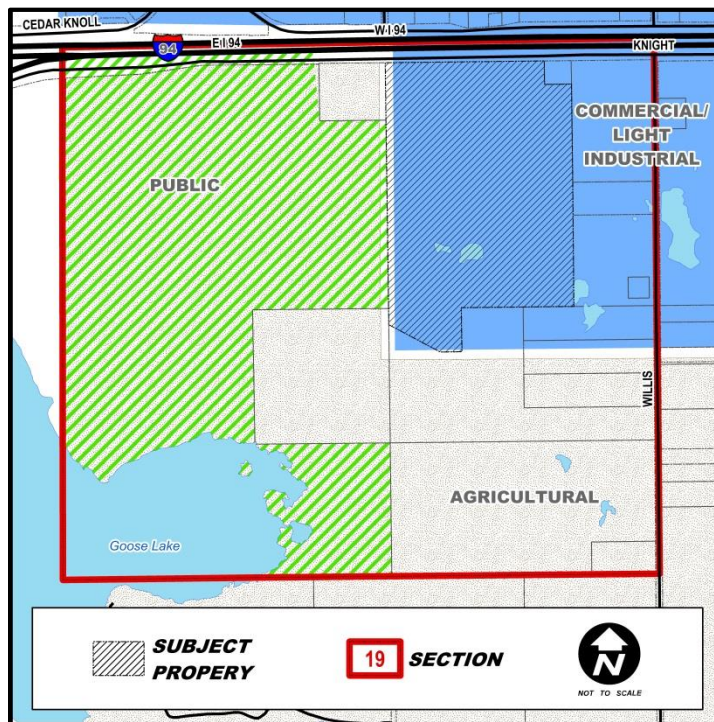 CEDAR KNOLL
E I 94
W I 94
94
KNIGHT
COMMERCIAL/
LIGHT
INDUSTRIAL
PUBLIC
WILLIS
AGRICULTURAL
Goose Lake
SUBJECT
PROPERY
19
SECTION
N
NOT TO SCALE